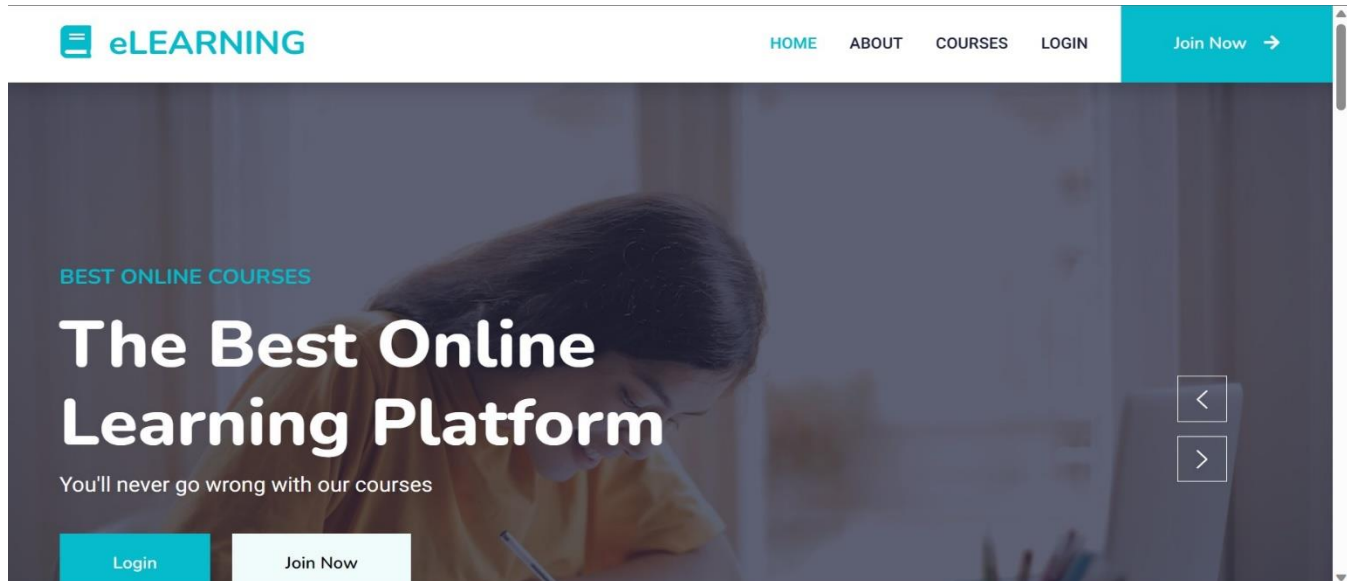 eLEARNING
HOME ABOUT COURSES LOGIN Join Now
BEST ONLINE COURSES
The Best Online
Learning Platform
You'll never go wrong with our courses
Login Join Now